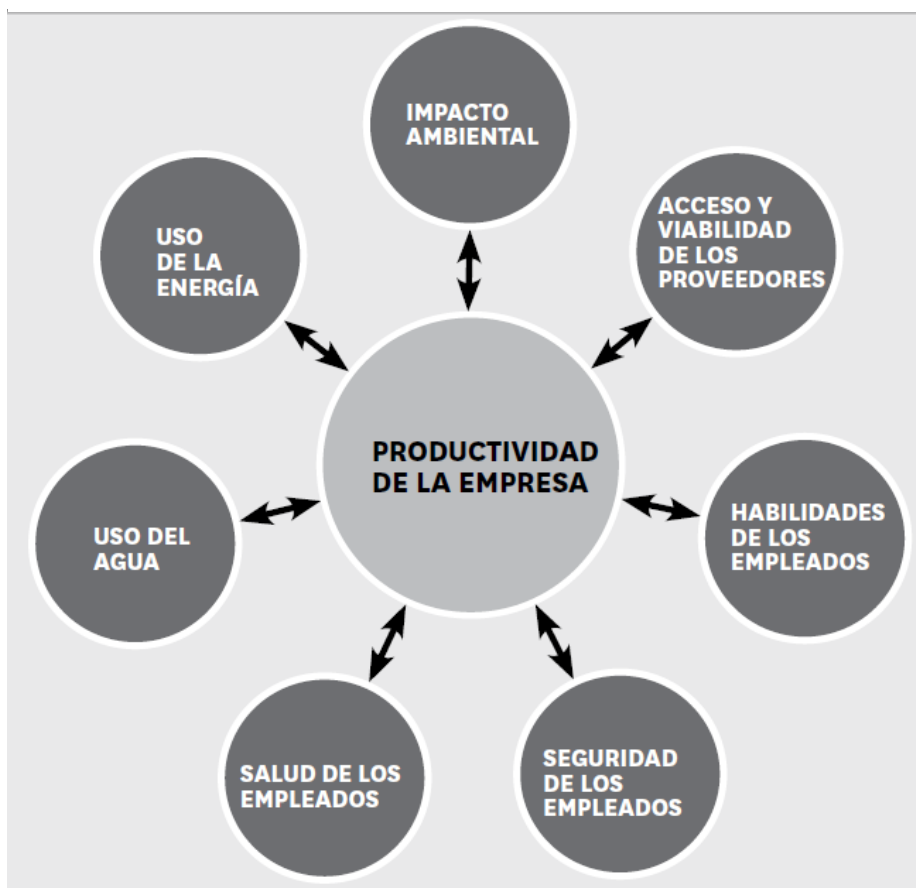 IMPACTO
AMBIENTAL
ACCESO Y
VIABILIDAD
DE LOS
PROVEEDORES
USO
DE LA
ENERGÍA
PRODUCTIVIDAD
DE LA EMPRESA
HABILIDADES
DE LOS
EMPLEADOS
USO DEL
AGUA
SALUD DE LOS
EMPLEADOS
SEGURIDAD
DE LOS
EMPLEADOS